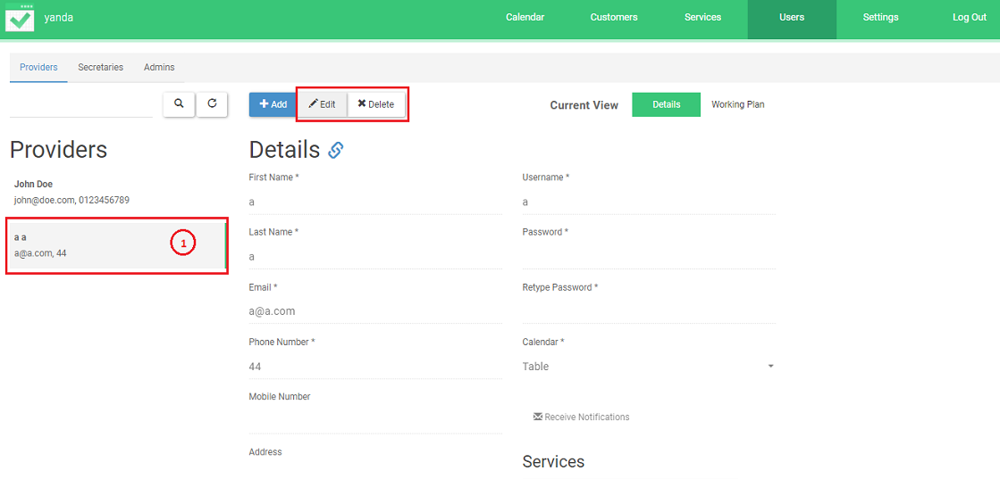 yanda
Calendar
Customers
Services
Users
Settings
Log Out
Providers
Secretaries
Admins
Add
Edit
Delete
Current View
Details
Working Plan
Providers
John Doe
john@doe.com, 0123456789
a a
a@a.com, 44
1
Details
First Name *
a
Last Name *
a
Email *
a@a.com
Phone Number *
44
Mobile Number
Address
Username *
a
Password *
Retype Password *
Calendar *
Table
Receive Notifications
Services